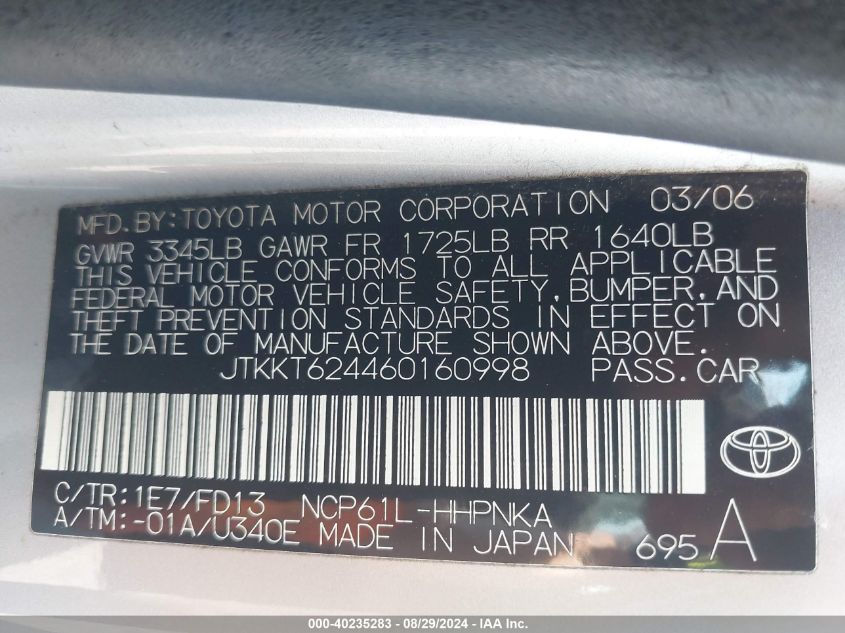 MFD.BY:TOYOTA MOTOR CORPORATION 03/06
GVWR 3345LB GAWR FR 1725LB RR 1640LB
THIS VEHICLE CONFORMS TO ALL APPLICABLE
FEDERAL MOTOR VEHICLE SAFETY,BUMPER,AND
THEFT PREVENTION STANDARDS IN EFFECT ON
THE DATE OF MANUFACTURE SHOWN ABOVE.
JTKKT624460160998 PASS.CAR
C/TR:1E7/FD13 NCP61L-HHPNKA
A/TM:-01A/U340E MADE IN JAPAN 695 A
000-40235283 - 08/29/2024 - IAA, Inc.